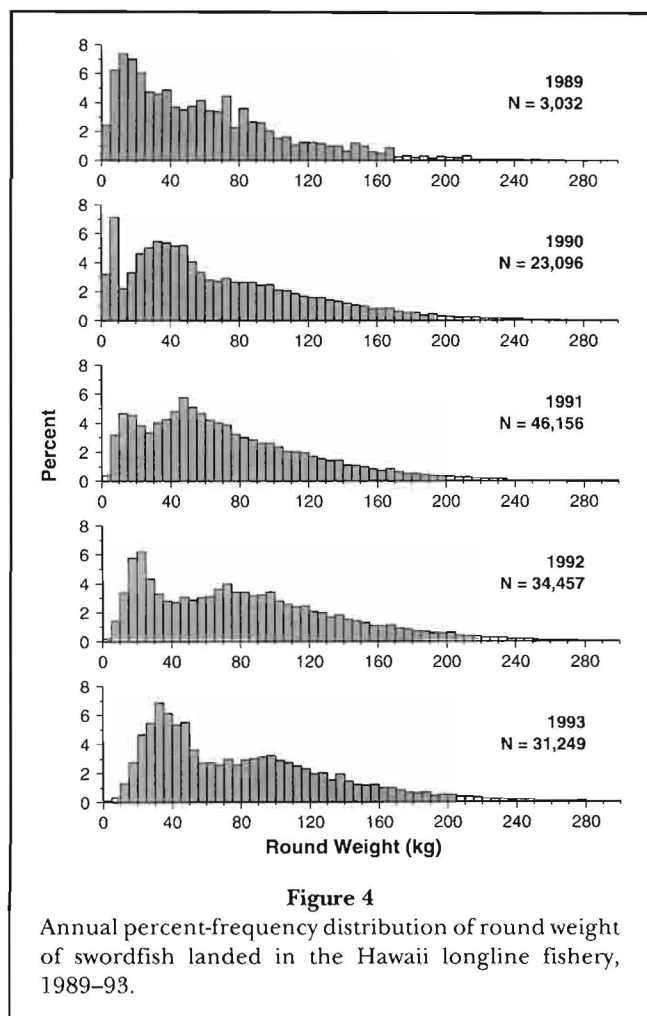 8
6
4
2
0
1989
N = 3,032
0 40 80 120 160 200 240 280
8
6
4
2
0
1990
N = 23,096
0 40 80 120 160 200 240 280
Percent
8
6
4
2
0
1991
N = 46,156
0 40 80 120 160 200 240 280
8
6
4
2
0
1992
N = 34,457
0 40 80 120 160 200 240 280
8
6
4
2
0
1993
N = 31,249
0 40 80 120 160 200 240 280
Round Weight (kg)
Figure 4
Annual percent-frequency distribution of round weight
of swordfish landed in the Hawaii longline fishery,
1989–93.